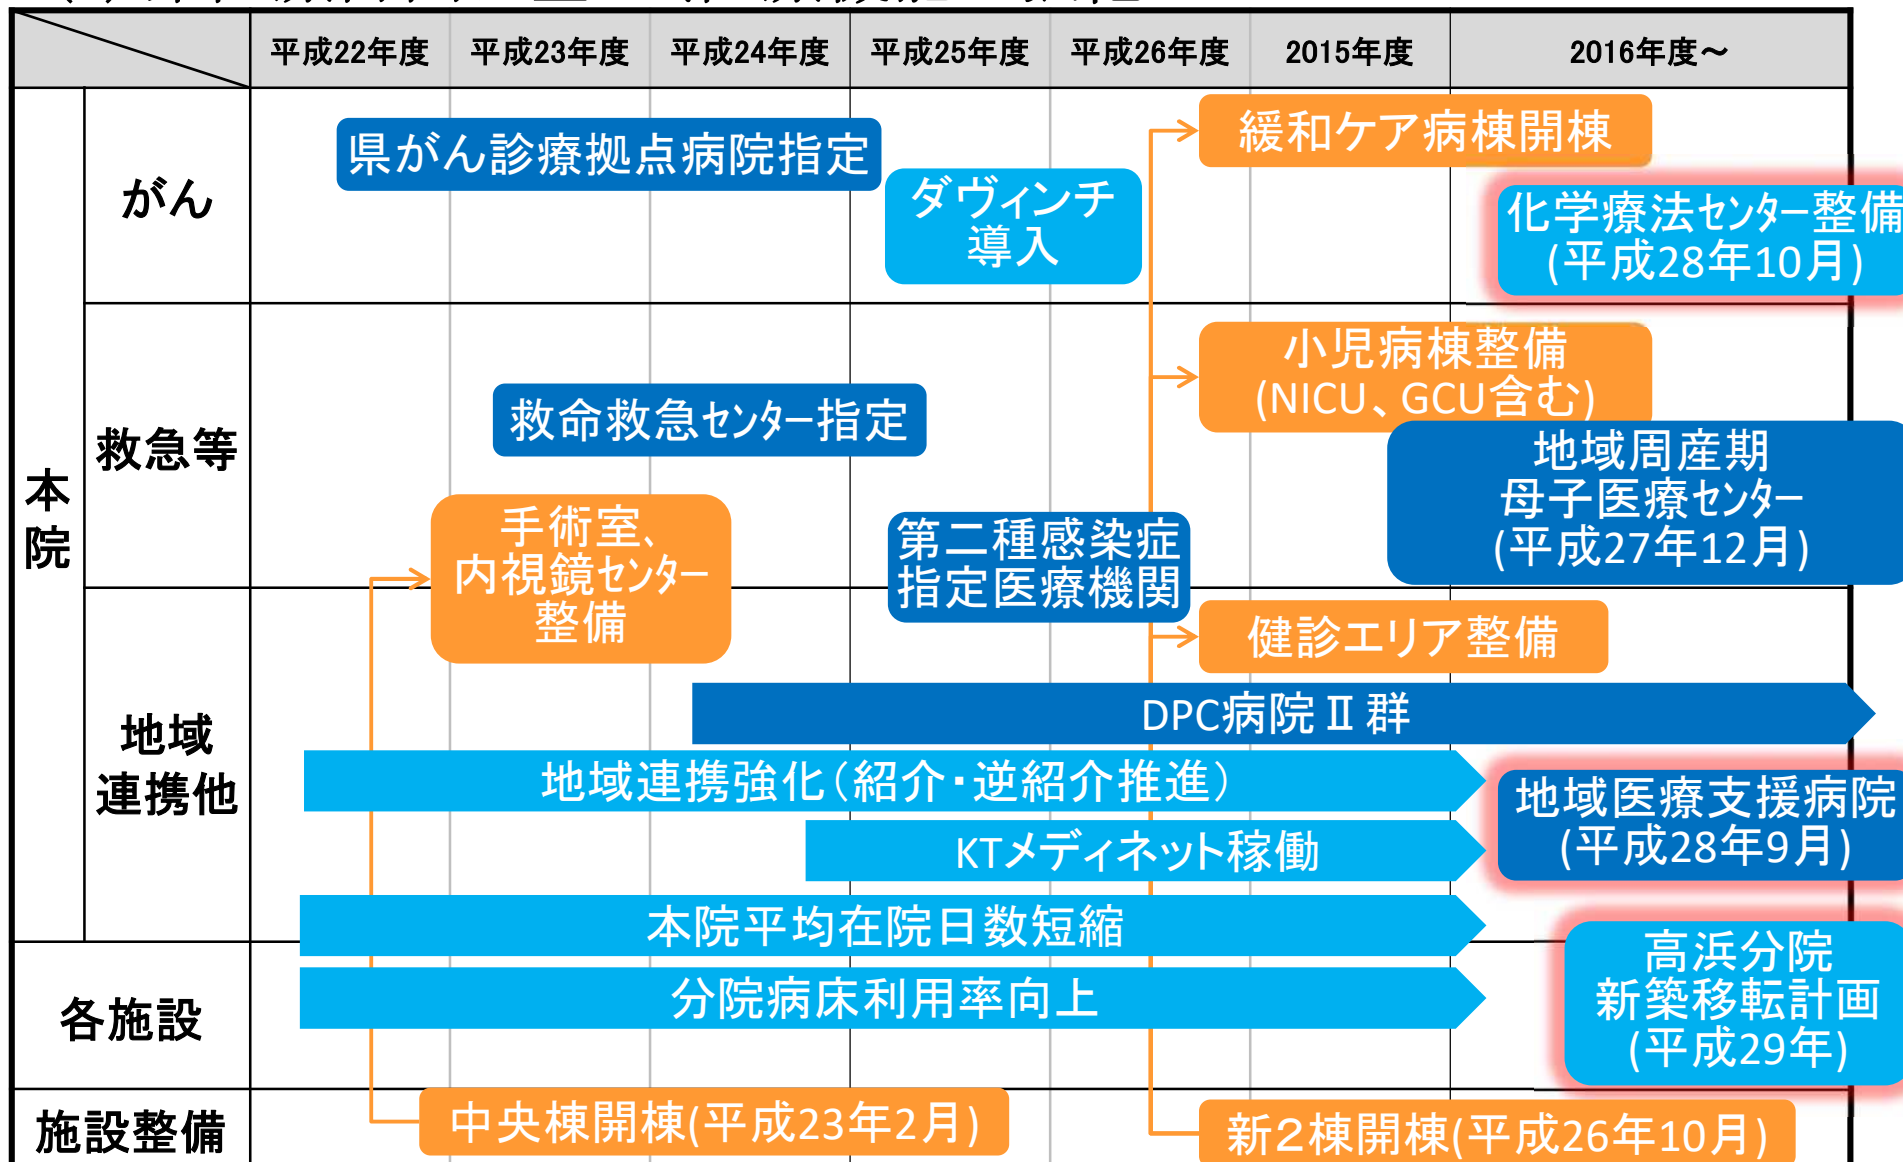 平成22年度
平成23年度
平成24年度
平成25年度
平成26年度
2015年度
2016年度～
本院
がん
県がん診療拠点病院指定
ダヴィンチ
導入
緩和ケア病棟開棟
化学療法センター整備
(平成28年10月)
救急等
救命救急センター指定
手術室、
内視鏡センター
整備
第二種感染症
指定医療機関
小児病棟整備
(NICU、GCU含む)
地域周産期
母子医療センター
(平成27年12月)
健診エリア整備
地域
連携他
DPC病院Ⅱ群
地域連携強化（紹介・逆紹介推進）
KTメディネット稼働
地域医療支援病院
(平成28年9月)
本院平均在院日数短縮
各施設
分院病床利用率向上
高浜分院
新築移転計画
(平成29年)
施設整備
中央棟開棟(平成23年2月)
新２棟開棟(平成26年10月)